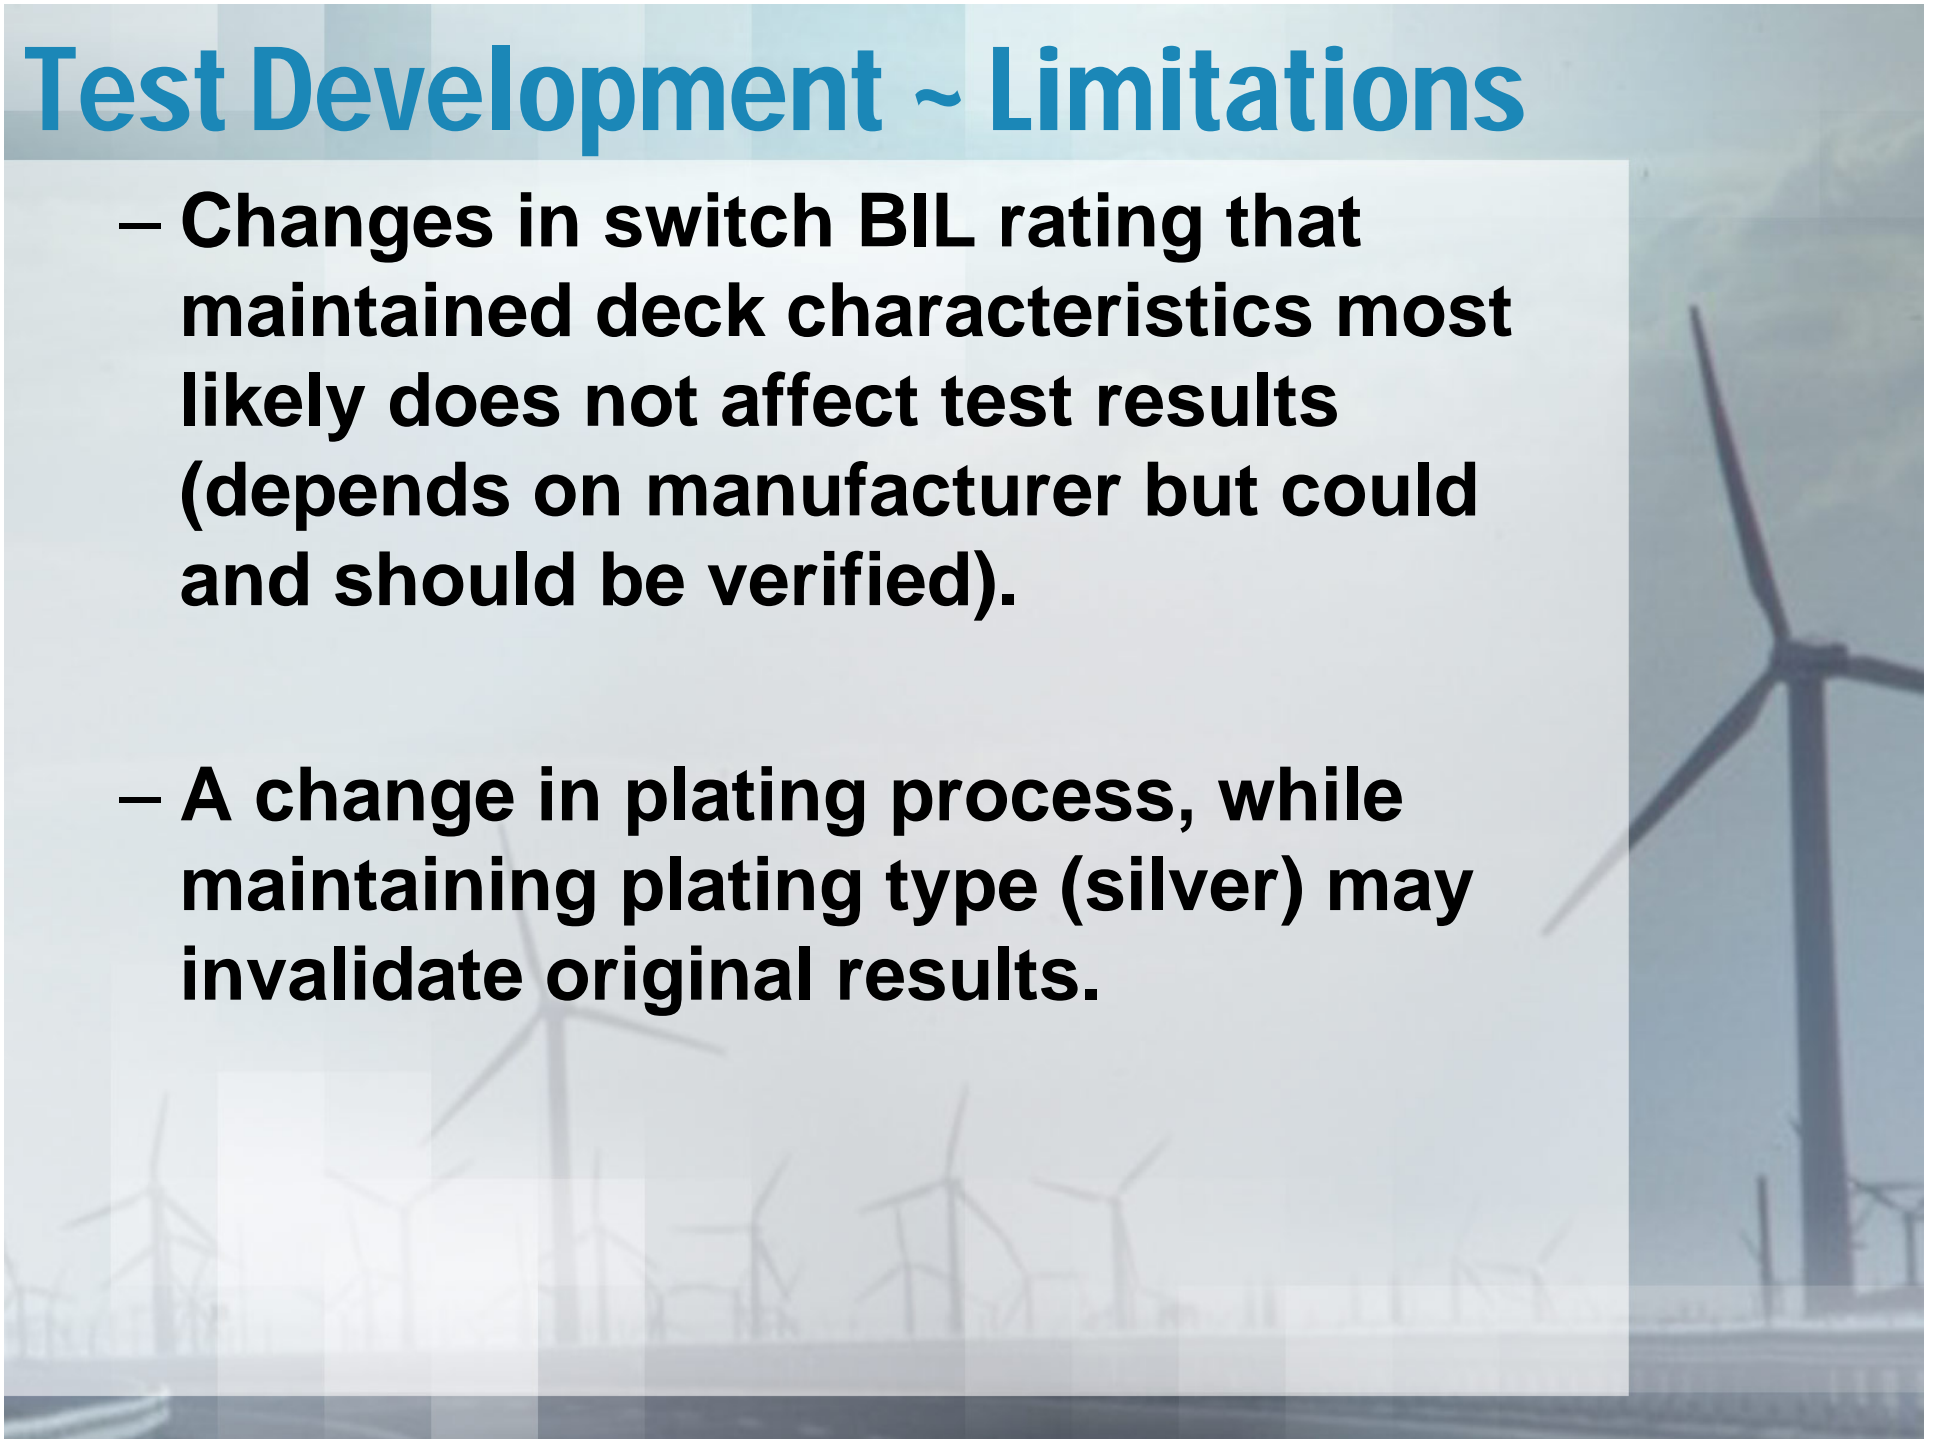 Test Development ~ Limitations
– Changes in switch BIL rating that
maintained deck characteristics most
likely does not affect test results
(depends on manufacturer but could
and should be verified).
– A change in plating process, while
maintaining plating type (silver) may
invalidate original results.